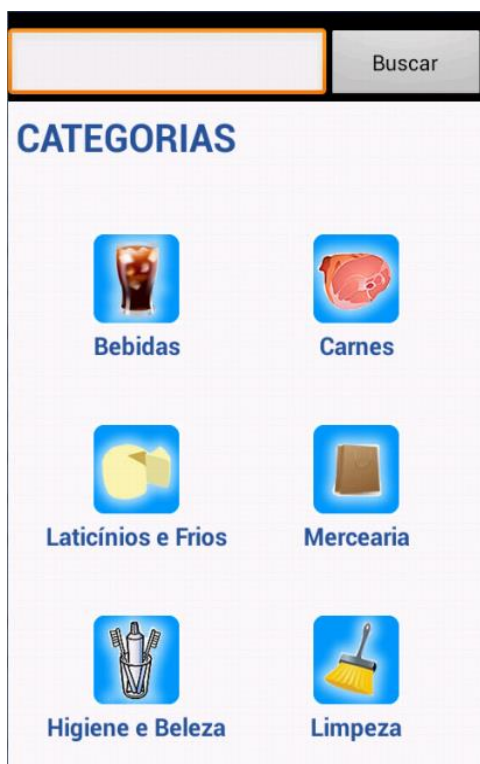 Buscar
CATEGORIAS
Bebidas
Carnes
Laticínios e Frios
Mercearia
Higiene e Beleza
Limpeza